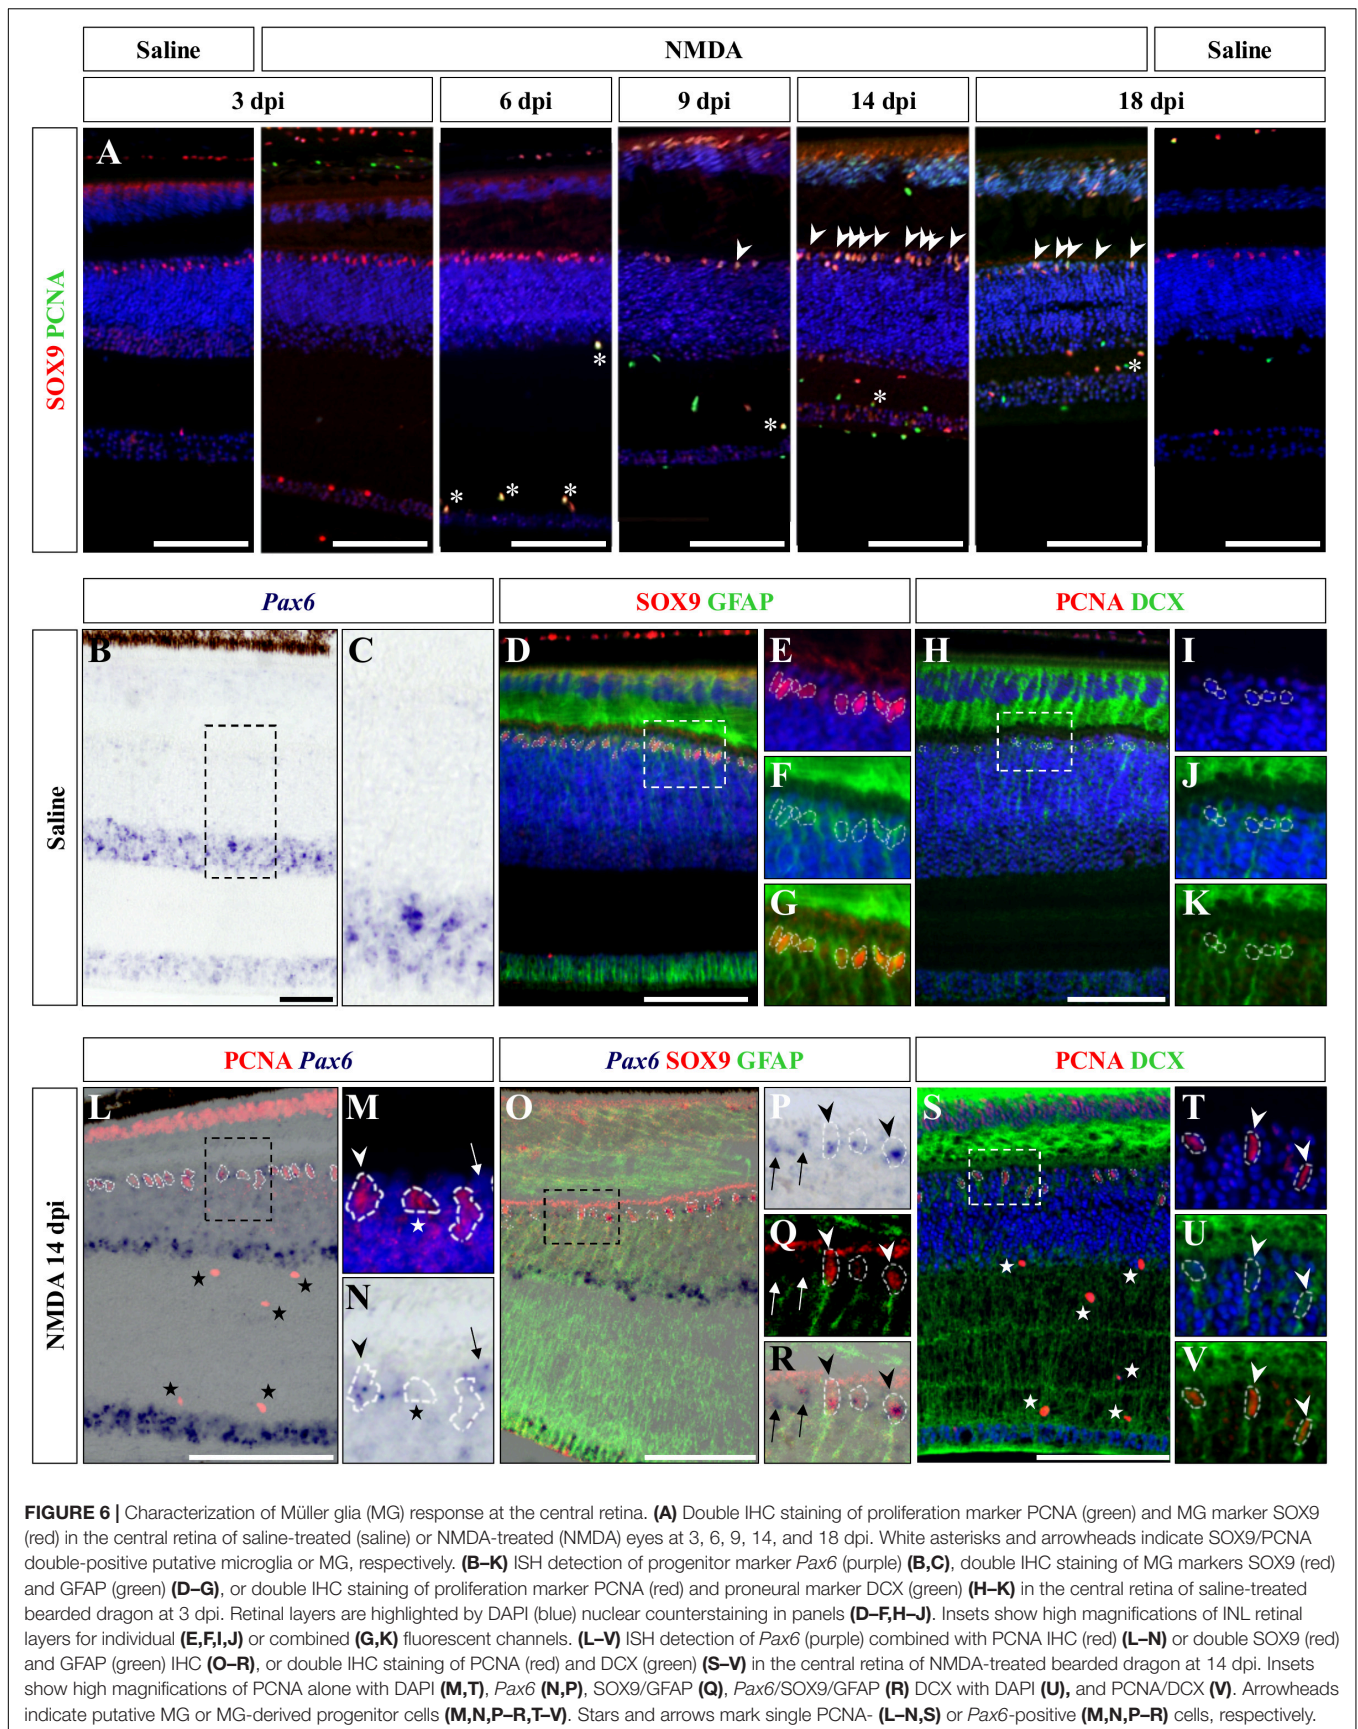 Saline NMDA Saline
3 dpi 6 dpi 9 dpi 14 dpi 18 dpi
SOX9 PCNA
A
* * * * * * *
Pax6 SOX9 GFAP PCNA DCX
Saline
B C D E H I
F J
G K
PCNA Pax6 Pax6 SOX9 GFAP PCNA DCX
NMDA 14 dpi
L M O P S T
Q U
N R V
FIGURE 6 | Characterization of Müller glia (MG) response at the central retina. (A) Double IHC staining of proliferation marker PCNA (green) and MG marker SOX9
(red) in the central retina of saline-treated (saline) or NMDA-treated (NMDA) eyes at 3, 6, 9, 14, and 18 dpi. White asterisks and arrowheads indicate SOX9/PCNA
double-positive putative microglia or MG, respectively. (B–K) ISH detection of progenitor marker Pax6 (purple) (B,C), double IHC staining of MG markers SOX9 (red)
and GFAP (green) (D–G), or double IHC staining of proliferation marker PCNA (red) and proneural marker DCX (green) (H–K) in the central retina of saline-treated
bearded dragon at 3 dpi. Retinal layers are highlighted by DAPI (blue) nuclear counterstaining in panels (D–F,H–J). Insets show high magnifications of INL retinal
layers for individual (E,F,I,J) or combined (G,K) fluorescent channels. (L–V) ISH detection of Pax6 (purple) combined with PCNA IHC (red) (L–N) or double SOX9 (red)
and GFAP (green) IHC (O–R), or double IHC staining of PCNA (red) and DCX (green) (S–V) in the central retina of NMDA-treated bearded dragon at 14 dpi. Insets
show high magnifications of PCNA alone with DAPI (M,T), Pax6 (N,P), SOX9/GFAP (Q), Pax6/SOX9/GFAP (R) DCX with DAPI (U), and PCNA/DCX (V). Arrowheads
indicate putative MG or MG-derived progenitor cells (M,N,P–R,T–V). Stars and arrows mark single PCNA- (L–N,S) or Pax6-positive (M,N,P–R) cells, respectively.